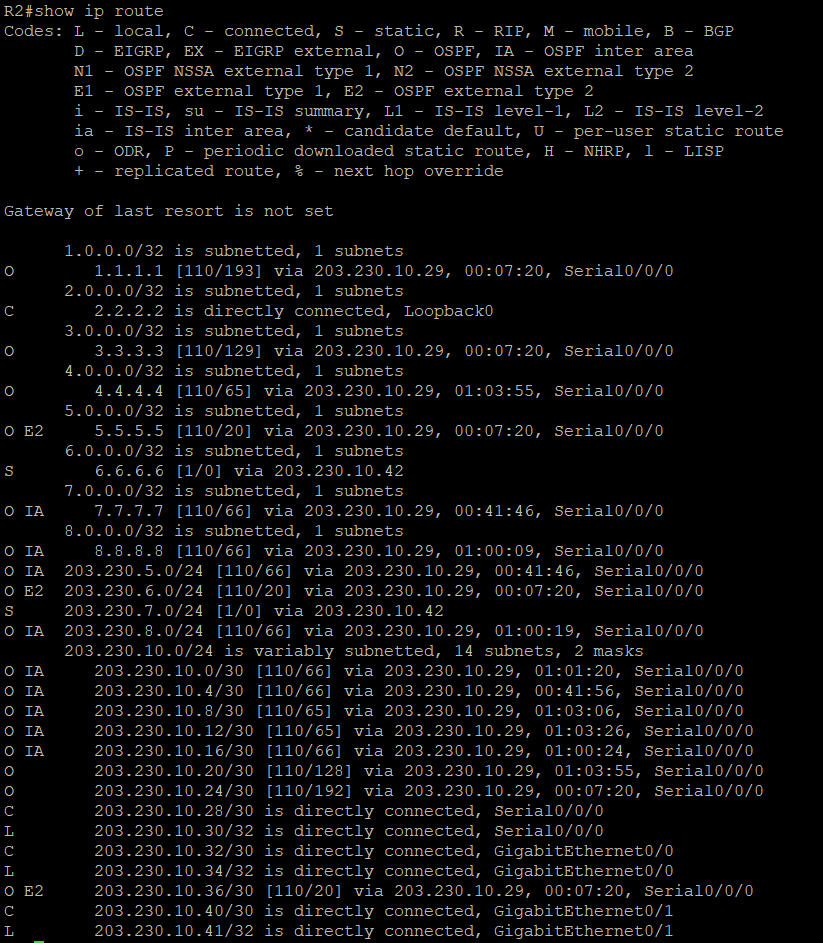 R2#show ip route
Codes: L - local, C - connected, S - static, R - RIP, M - mobile, B - BGP
       D - EIGRP, EX - EIGRP external, O - OSPF, IA - OSPF inter area
       N1 - OSPF NSSA external type 1, N2 - OSPF NSSA external type 2
       E1 - OSPF external type 1, E2 - OSPF external type 2
       i - IS-IS, su - IS-IS summary, L1 - IS-IS level-1, L2 - IS-IS level-2
       ia - IS-IS inter area, * - candidate default, U - per-user static route
       o - ODR, P - periodic downloaded static route, H - NHRP, l - LISP
       + - replicated route, % - next hop override

Gateway of last resort is not set

      1.0.0.0/32 is subnetted, 1 subnets
O        1.1.1.1 [110/193] via 203.230.10.29, 00:07:20, Serial0/0/0
      2.0.0.0/32 is subnetted, 1 subnets
C        2.2.2.2 is directly connected, Loopback0
      3.0.0.0/32 is subnetted, 1 subnets
O        3.3.3.3 [110/129] via 203.230.10.29, 00:07:20, Serial0/0/0
      4.0.0.0/32 is subnetted, 1 subnets
O        4.4.4.4 [110/65] via 203.230.10.29, 01:03:55, Serial0/0/0
      5.0.0.0/32 is subnetted, 1 subnets
O E2     5.5.5.5 [110/20] via 203.230.10.29, 00:07:20, Serial0/0/0
      6.0.0.0/32 is subnetted, 1 subnets
S        6.6.6.6 [1/0] via 203.230.10.42
      7.0.0.0/32 is subnetted, 1 subnets
O IA     7.7.7.7 [110/66] via 203.230.10.29, 00:41:46, Serial0/0/0
      8.0.0.0/32 is subnetted, 1 subnets
O IA     8.8.8.8 [110/66] via 203.230.10.29, 01:00:09, Serial0/0/0
O IA  203.230.5.0/24 [110/66] via 203.230.10.29, 00:41:46, Serial0/0/0
O E2  203.230.6.0/24 [110/20] via 203.230.10.29, 00:07:20, Serial0/0/0
S     203.230.7.0/24 [1/0] via 203.230.10.42
O IA  203.230.8.0/24 [110/66] via 203.230.10.29, 01:00:19, Serial0/0/0
      203.230.10.0/24 is variably subnetted, 14 subnets, 2 masks
O IA     203.230.10.0/30 [110/66] via 203.230.10.29, 01:01:20, Serial0/0/0
O IA     203.230.10.4/30 [110/66] via 203.230.10.29, 00:41:56, Serial0/0/0
O IA     203.230.10.8/30 [110/65] via 203.230.10.29, 01:03:06, Serial0/0/0
O IA     203.230.10.12/30 [110/65] via 203.230.10.29, 01:03:26, Serial0/0/0
O IA     203.230.10.16/30 [110/66] via 203.230.10.29, 01:00:24, Serial0/0/0
O        203.230.10.20/30 [110/128] via 203.230.10.29, 01:03:55, Serial0/0/0
O        203.230.10.24/30 [110/192] via 203.230.10.29, 00:07:20, Serial0/0/0
C        203.230.10.28/30 is directly connected, Serial0/0/0
L        203.230.10.30/32 is directly connected, Serial0/0/0
C        203.230.10.32/30 is directly connected, GigabitEthernet0/0
L        203.230.10.34/32 is directly connected, GigabitEthernet0/0
O E2     203.230.10.36/30 [110/20] via 203.230.10.29, 00:07:20, Serial0/0/0
C        203.230.10.40/30 is directly connected, GigabitEthernet0/1
L        203.230.10.41/32 is directly connected, GigabitEthernet0/1